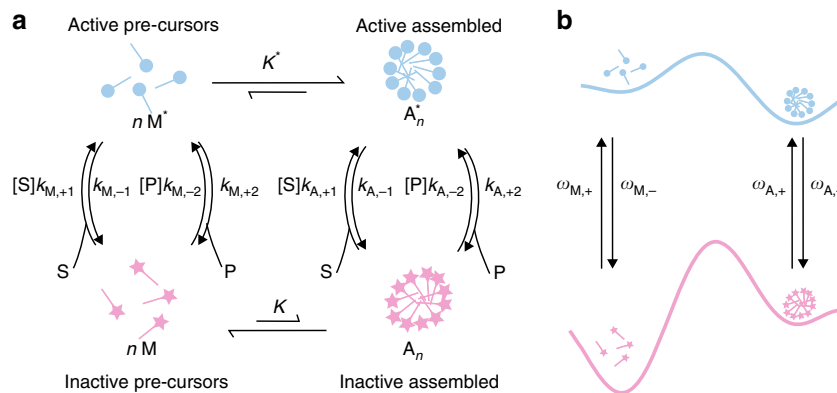 a
b
Active pre-cursors
Active assembled
K*
n M*
A*n
[S]kM,+1
kM,−1
[P]kM,−2
kM,+2
[S]kA,+1
kA,−1
[P]kA,−2
kA,+2
ωM,+
ωM,−
ωA,+
ωA,
S
P
S
P
K
n M
An
Inactive pre-cursors
Inactive assembled